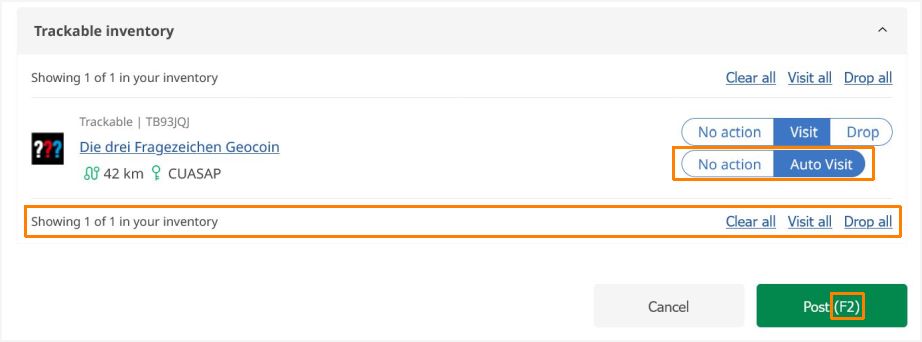 Trackable inventory
Showing 1 of 1 in your inventory Clear all Visit all Drop all
Trackable | TB93JQJ
No action Visit Drop
???
Die drei Fragezeichen Geocoin
No action Auto Visit
42 km CUASAP
Showing 1 of 1 in your inventory Clear all Visit all Drop all
Cancel Post (F2)